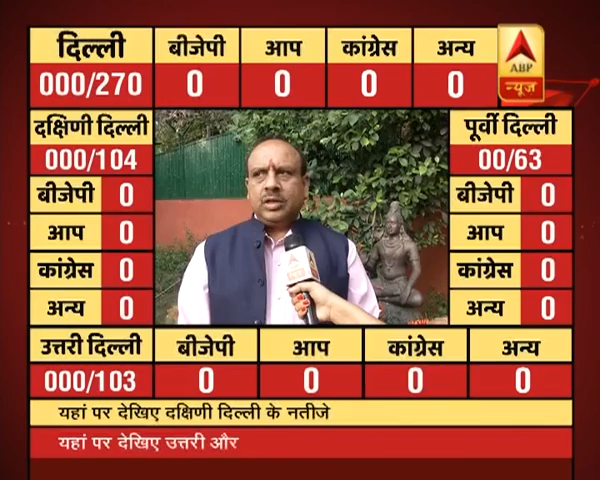 दिल्ली बीजेपी आप कांग्रेस अन्य
000/270 0 0 0 0
ABP
न्यूज़
दक्षिणी दिल्ली
000/104
बीजेपी 0
आप 0
कांग्रेस 0
अन्य 0
पूर्वी दिल्ली
00/63
बीजेपी 0
आप 0
कांग्रेस 0
अन्य 0
उत्तरी दिल्ली बीजेपी आप कांग्रेस अन्य
000/103 0 0 0 0
यहां पर देखिए दक्षिणी दिल्ली के नतीजे
यहां पर देखिए उत्तरी और